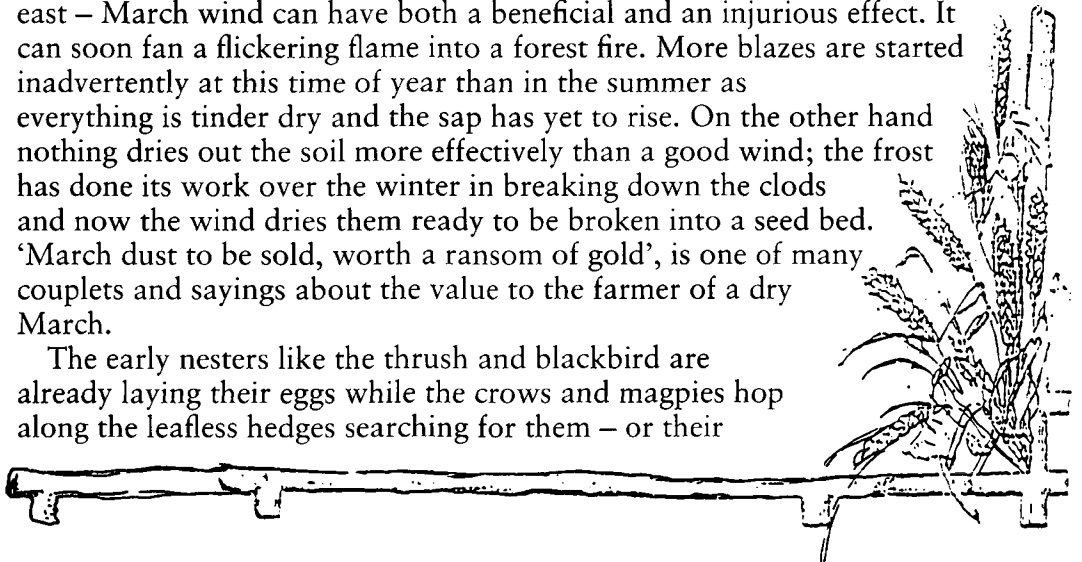 east – March wind can have both a beneficial and an injurious effect. It
can soon fan a flickering flame into a forest fire. More blazes are started
inadvertently at this time of year than in the summer as
everything is tinder dry and the sap has yet to rise. On the other hand
nothing dries out the soil more effectively than a good wind; the frost
has done its work over the winter in breaking down the clods
and now the wind dries them ready to be broken into a seed bed.
‘March dust to be sold, worth a ransom of gold’, is one of many
couplets and sayings about the value to the farmer of a dry
March.
The early nesters like the thrush and blackbird are
already laying their eggs while the crows and magpies hop
along the leafless hedges searching for them – or their